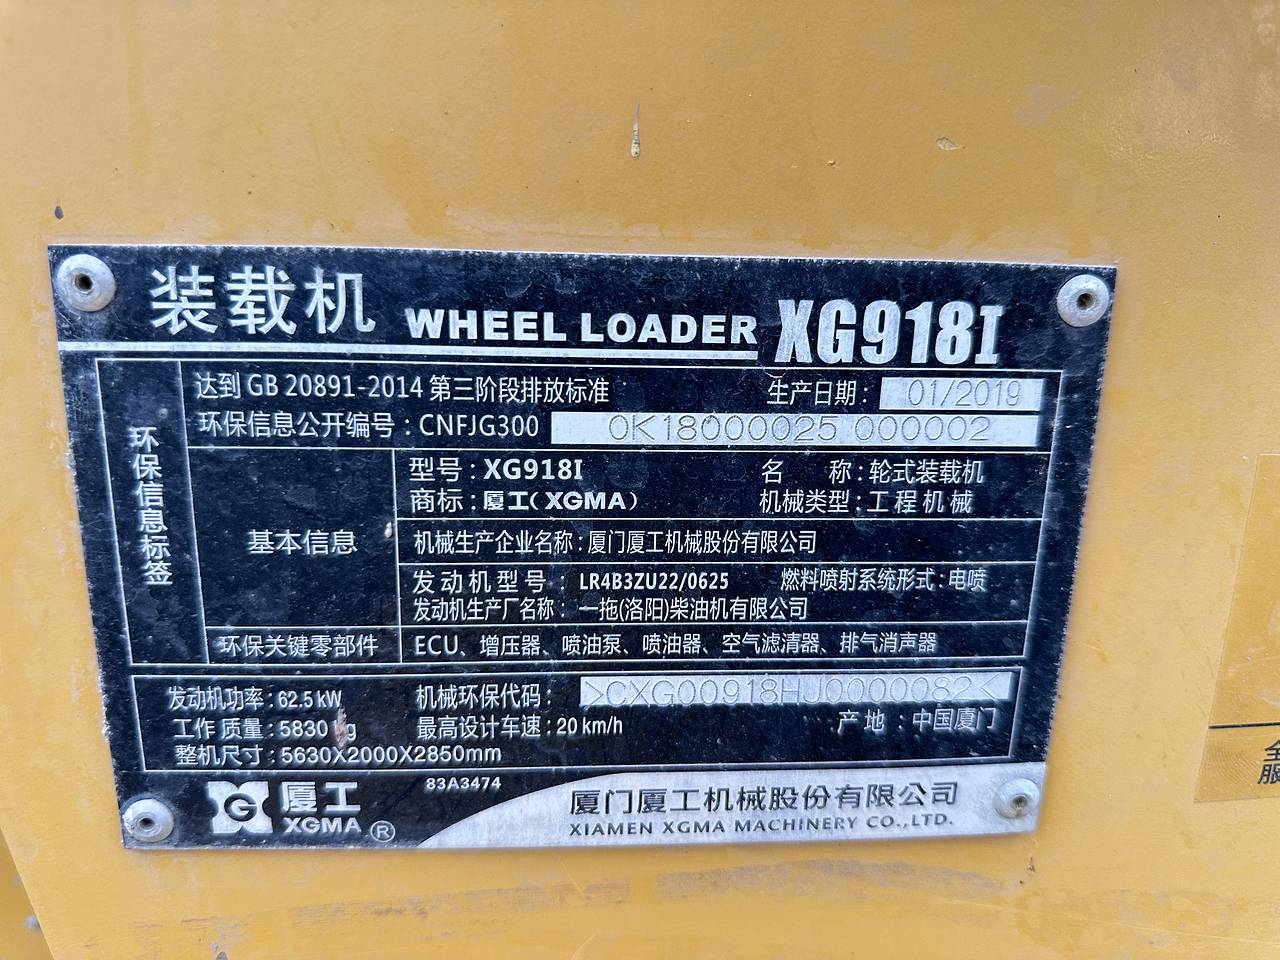 装载机 WHEEL LOADER XG918I
达到 GB 20891-2014 第三阶段排放标准 生产日期: 01/2019
环保信息公开编号:CNFJG300 0K18000025 000002
环保信息标签
基本信息
型号:XG918I 名 称:轮式装载机
商标:厦工(XGMA) 机械类型:工程机械
机械生产企业名称:厦门厦工机械股份有限公司
发动机型号: LR4B3ZU22/0625 燃料喷射系统形式:电喷
发动机生产厂名称: 一拖(洛阳)柴油机有限公司
环保关键零部件 ECU、增压器、喷油泵、喷油器、空气滤清器、排气消声器
发动机功率:62.5 kW 机械环保代码: >CXG00918HJ0000082<
工作 质量:5830 kg 最高设计车速:20 km/h 产 地:中国厦门
整机尺寸:5630X2000X2850mm
G 厦工 XGMA ® 83A3474
厦门厦工机械股份有限公司
XIAMEN XGMA MACHINERY CO.,LTD.
全
服